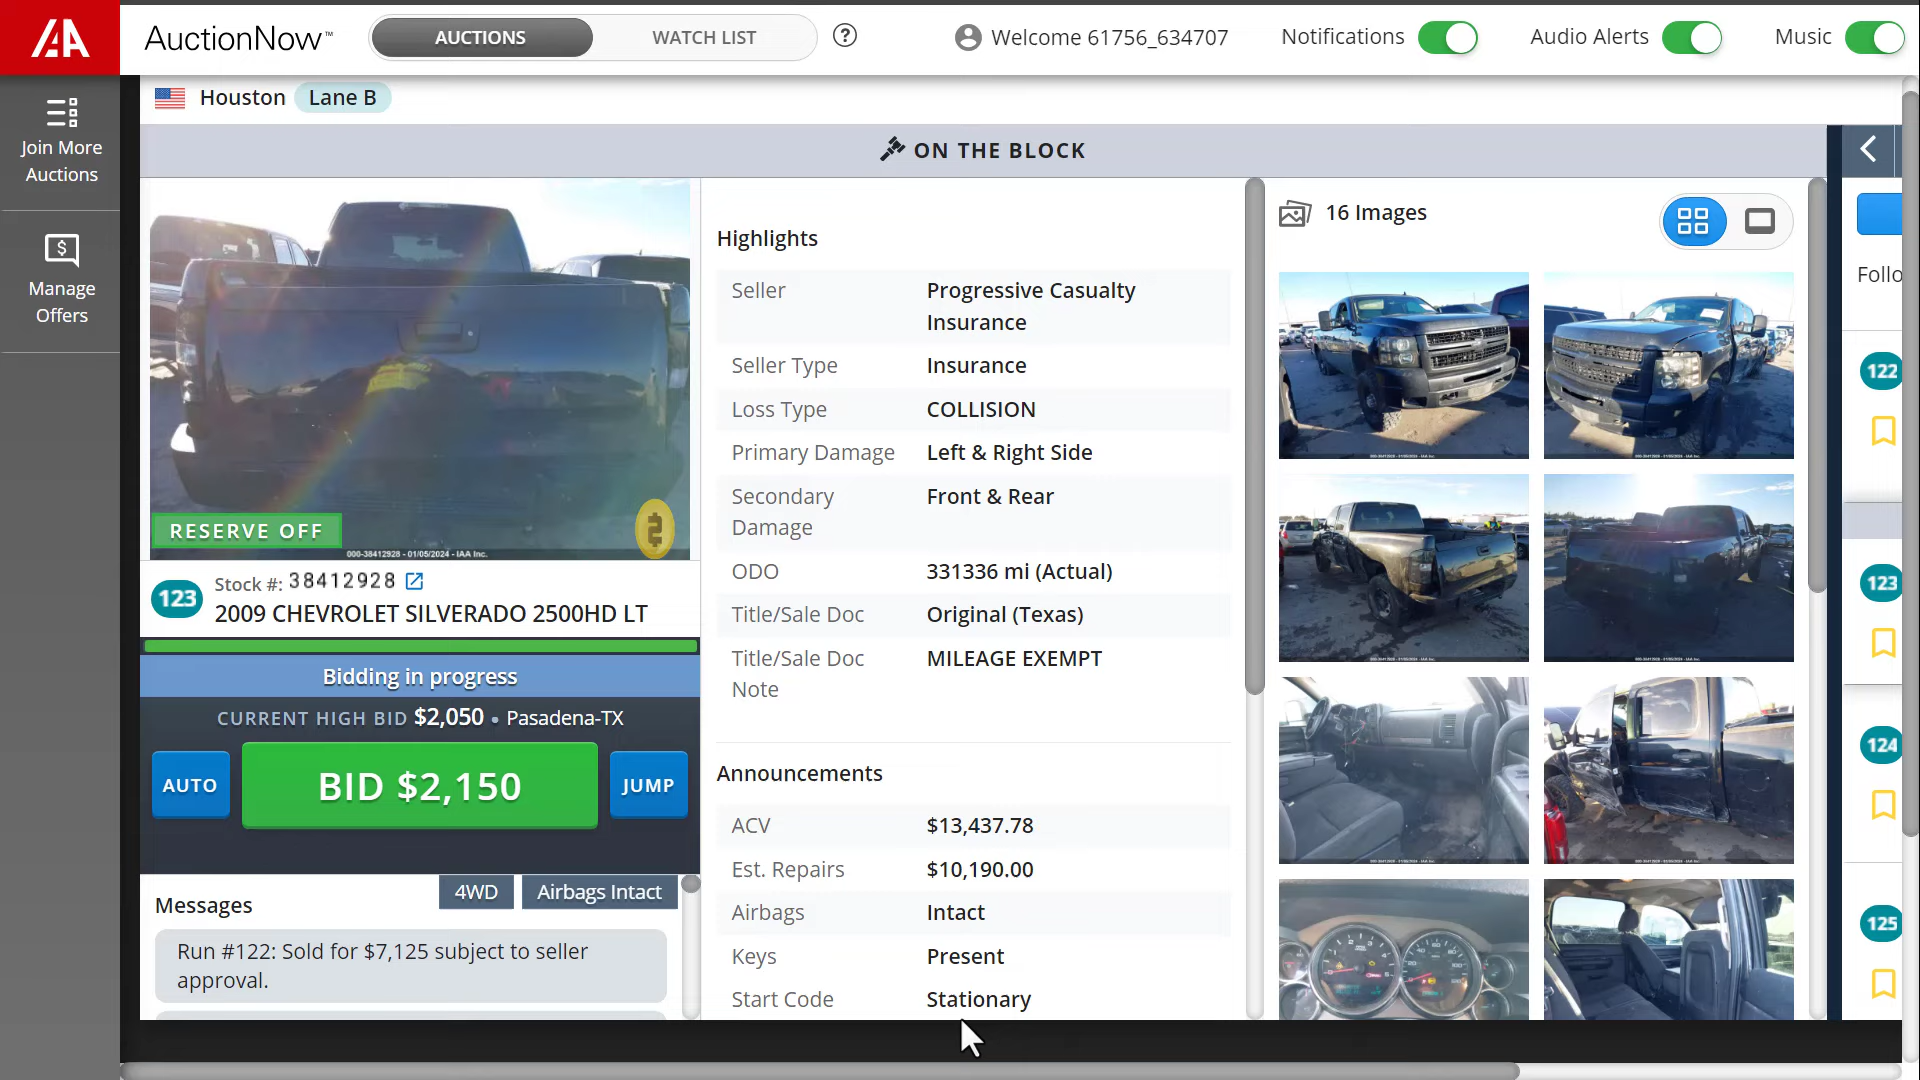 IAA
AuctionNow™
AUCTIONS
WATCH LIST
?
Welcome 61756_634707
Notifications
Audio Alerts
Music
Join More
Auctions
Manage
Offers
Houston
Lane B
ON THE BLOCK
RESERVE OFF
000-38412928 - 01/05/2024 - IAA Inc.
123
Stock #: 38412928
2009 CHEVROLET SILVERADO 2500HD LT
Bidding in progress
CURRENT HIGH BID $2,050 • Pasadena-TX
AUTO
BID $2,150
JUMP
4WD
Airbags Intact
Messages
Run #122: Sold for $7,125 subject to seller
approval.
Highlights
Seller
Progressive Casualty
Insurance
Seller Type
Insurance
Loss Type
COLLISION
Primary Damage
Left & Right Side
Secondary
Damage
Front & Rear
ODO
331336 mi (Actual)
Title/Sale Doc
Original (Texas)
Title/Sale Doc
Note
MILEAGE EXEMPT
Announcements
ACV
$13,437.78
Est. Repairs
$10,190.00
Airbags
Intact
Keys
Present
Start Code
Stationary
16 Images
Follo
122
123
124
125